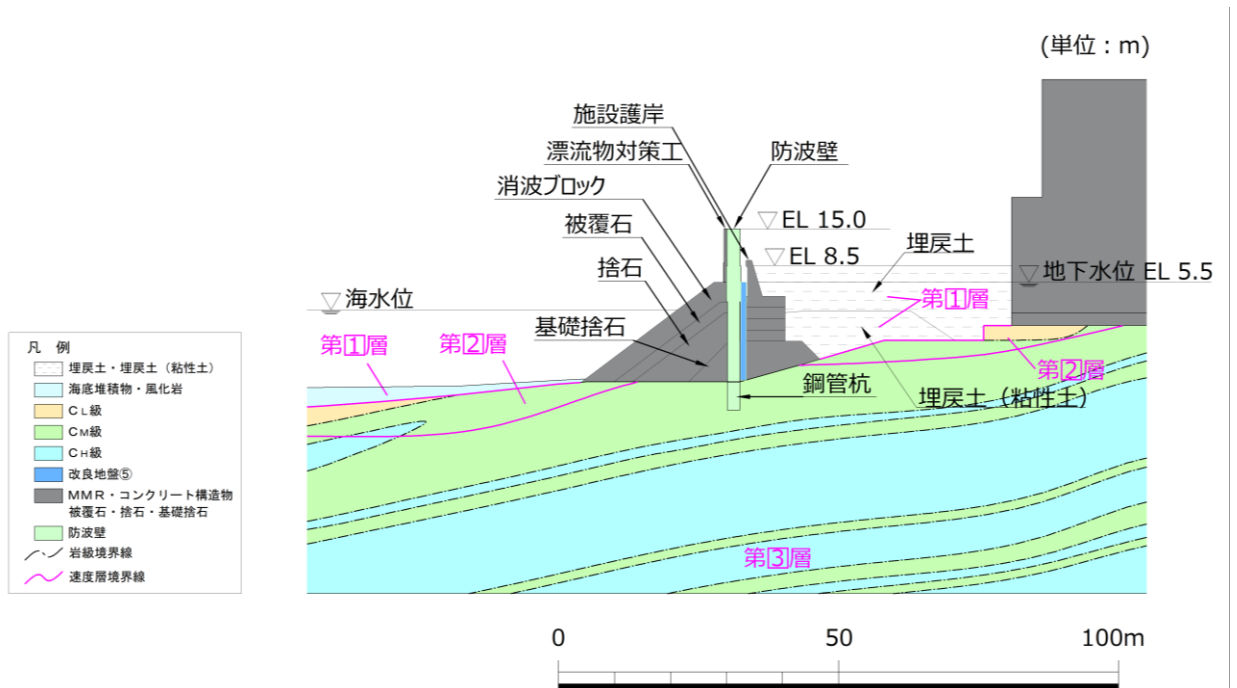 (単位：m)
施設護岸
漂流物対策工
防波壁
消波ブロック
被覆石
EL 15.0
埋戻土
捨石
EL 8.5
地下水位 EL 5.5
海水位
第1層
基礎捨石
第1層
第2層
第2層
鋼管杭
埋戻土（粘性土）
第3層
凡 例
埋戻土・埋戻土（粘性土）
海底堆積物・風化岩
CL級
CM級
CH級
改良地盤⑤
MMR・コンクリート構造物
被覆石・捨石・基礎捨石
防波壁
岩級境界線
速度層境界線
0 50 100m